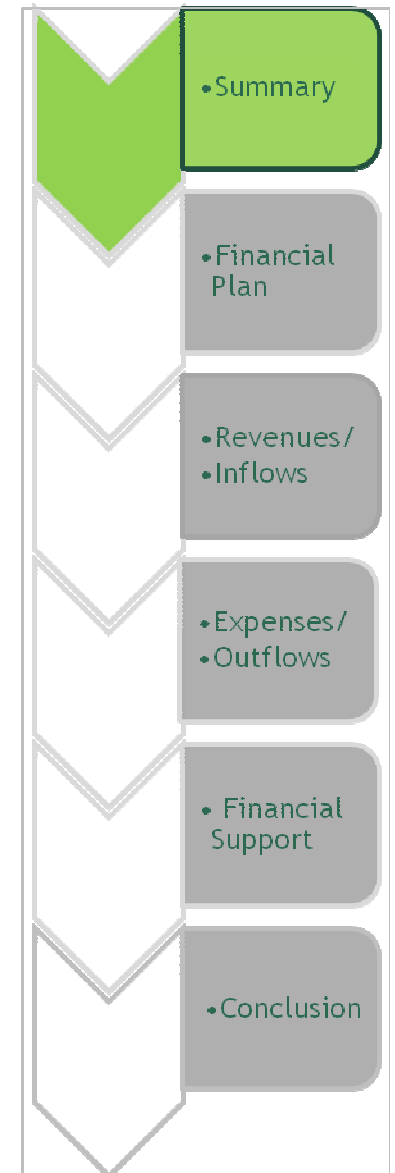 •Summary
•Financial
Plan
•Revenues/
•Inflows
•Expenses/
•Outflows
• Financial
Support
•Conclusion